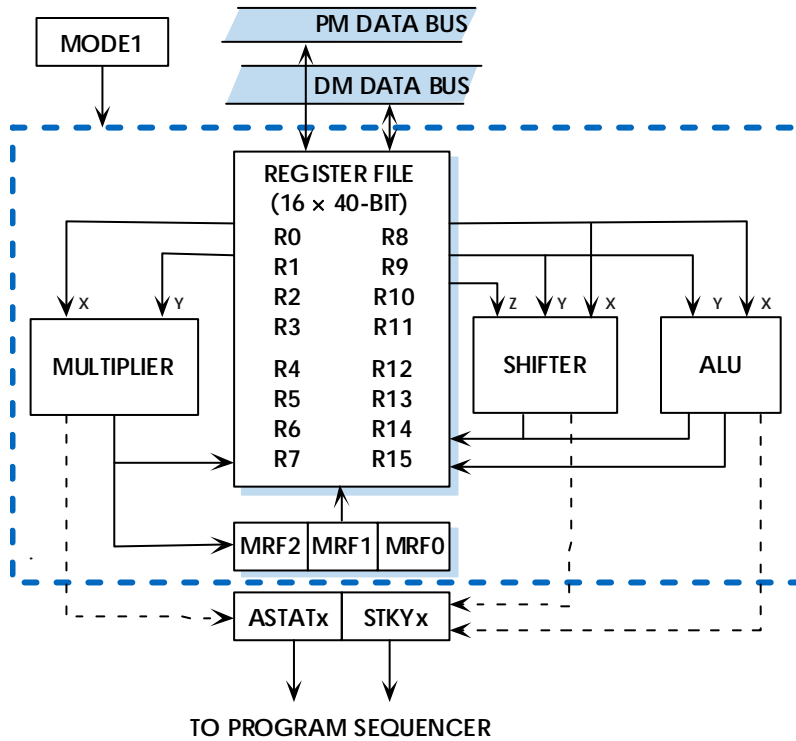 PM DATA BUS
MODE1
DM DATA BUS
REGISTER FILE
(16 × 40-BIT)
R0 R8
R1 R9
R2 R10
R3 R11
R4 R12
R5 R13
R6 R14
R7 R15
X Y Z Y X Y X
MULTIPLIER SHIFTER ALU
MRF2 MRF1 MRF0
ASTATx STKYx
TO PROGRAM SEQUENCER